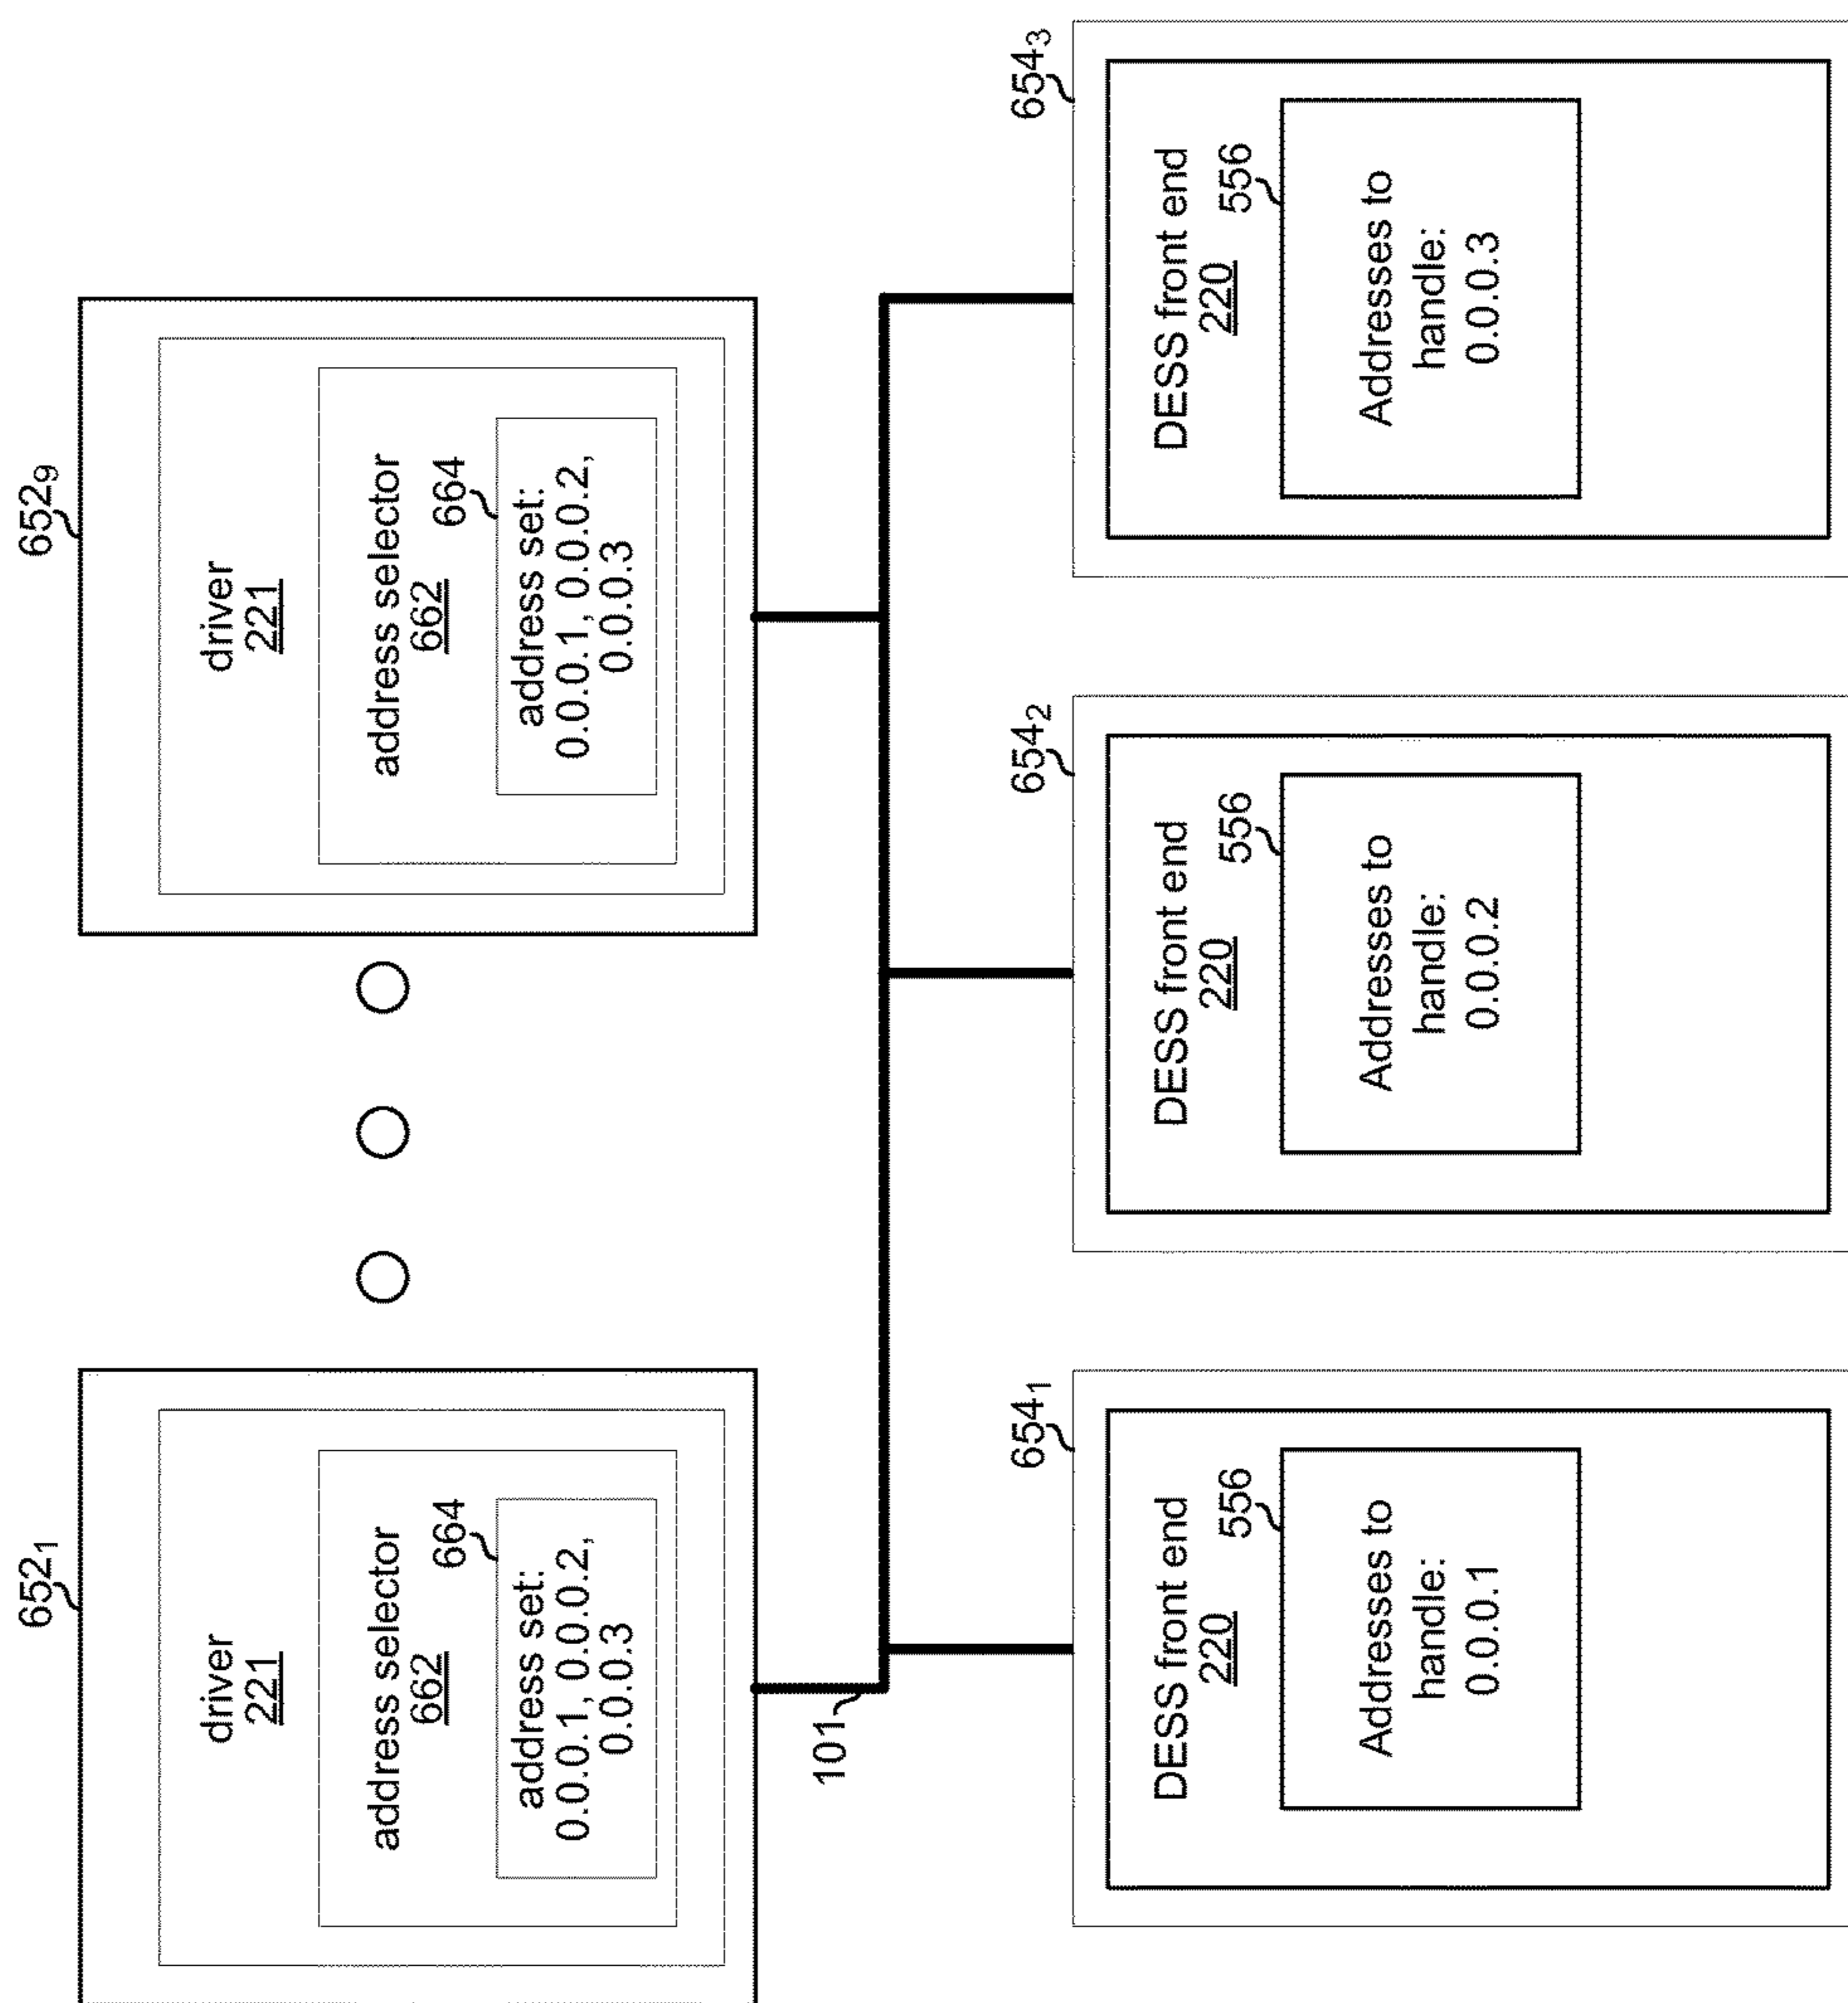 652₁
driver
221
address selector
662
664
address set:
0.0.0.1, 0.0.0.2,
0.0.0.3
652₉
driver
221
address selector
662
664
address set:
0.0.0.1, 0.0.0.2,
0.0.0.3
101
654₁
DESS front end
220
556
Addresses to
handle:
0.0.0.1
654₂
DESS front end
220
556
Addresses to
handle:
0.0.0.2
654₃
DESS front end
220
556
Addresses to
handle:
0.0.0.3